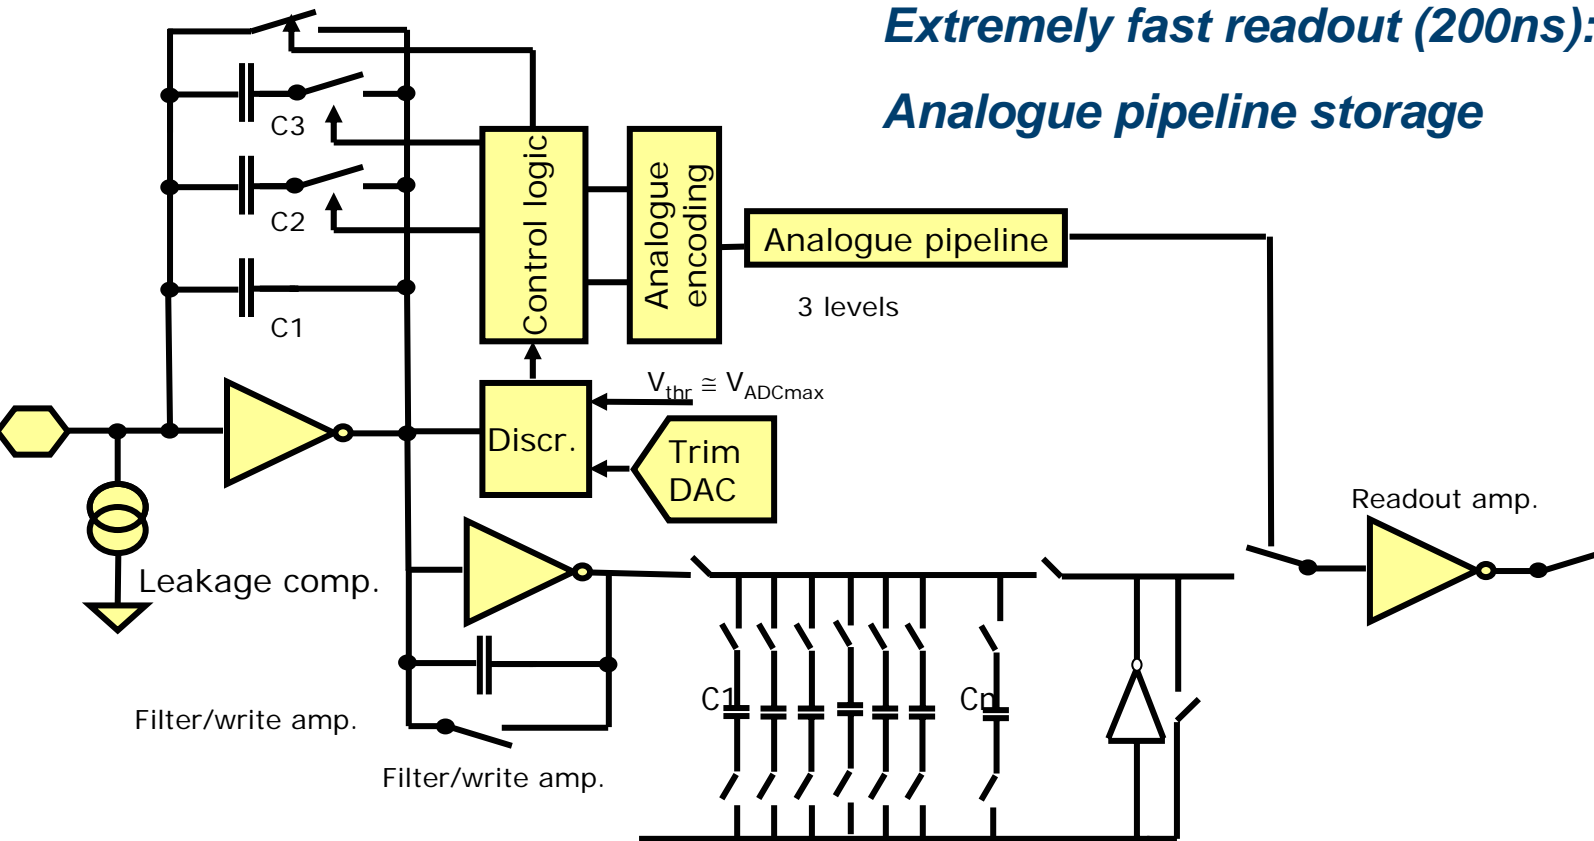 Extremely fast readout (200ns):
Analogue pipeline storage
C3
C2
C1
Control logic
Analogue
encoding
Analogue pipeline
3 levels
Vthr ≅ VADCmax
Discr.
Trim
DAC
Readout amp.
Leakage comp.
C1
Cn
Filter/write amp.
Filter/write amp.